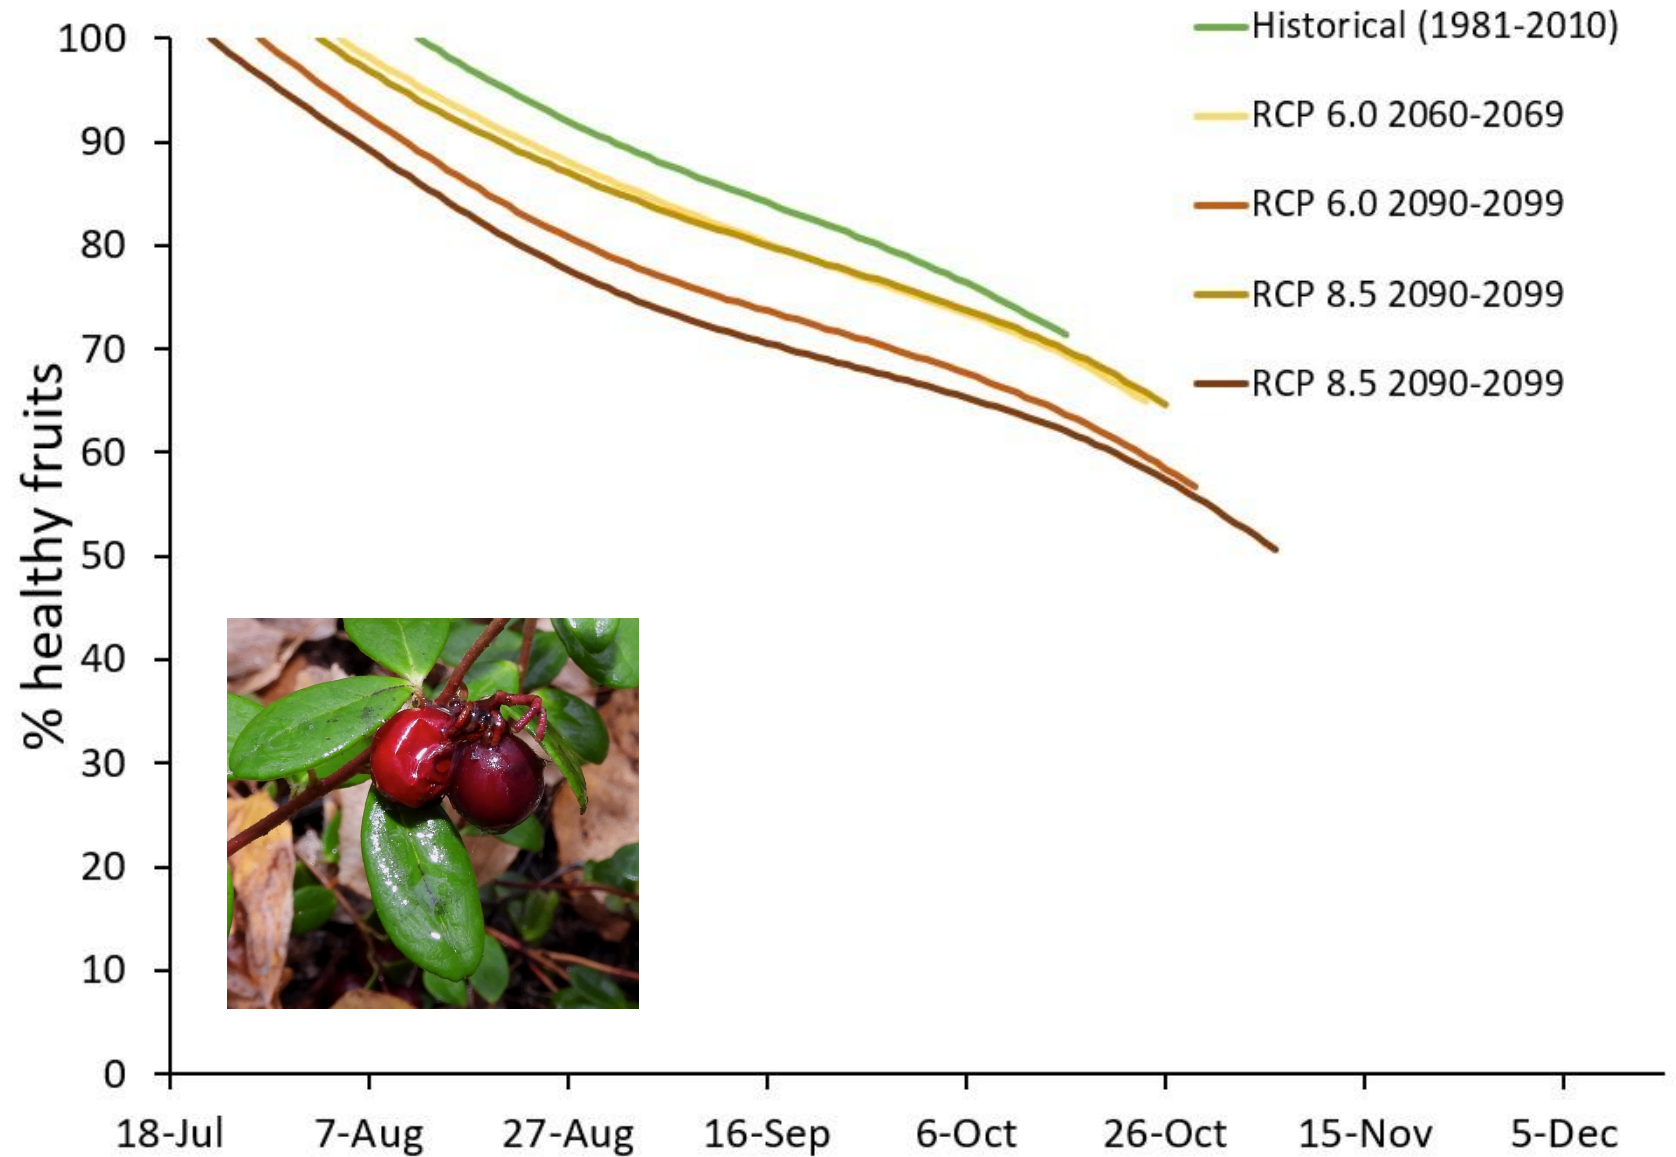 Historical (1981-2010)
RCP 6.0 2060-2069
RCP 6.0 2090-2099
RCP 8.5 2090-2099
RCP 8.5 2090-2099
% healthy fruits
100
90
80
70
60
50
40
30
20
10
0
18-Jul 7-Aug 27-Aug 16-Sep 6-Oct 26-Oct 15-Nov 5-Dec